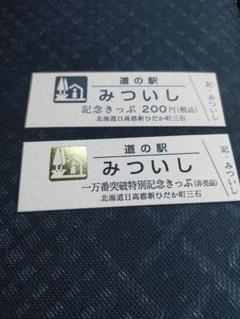 道の駅
みついし
記念きっぷ 200円(税込)
北海道日高郡新ひだか町三石
記・みついし
道の駅
みついし
一万番突破特別記念きっぷ(非売品)
北海道日高郡新ひだか町三石
記・みついし